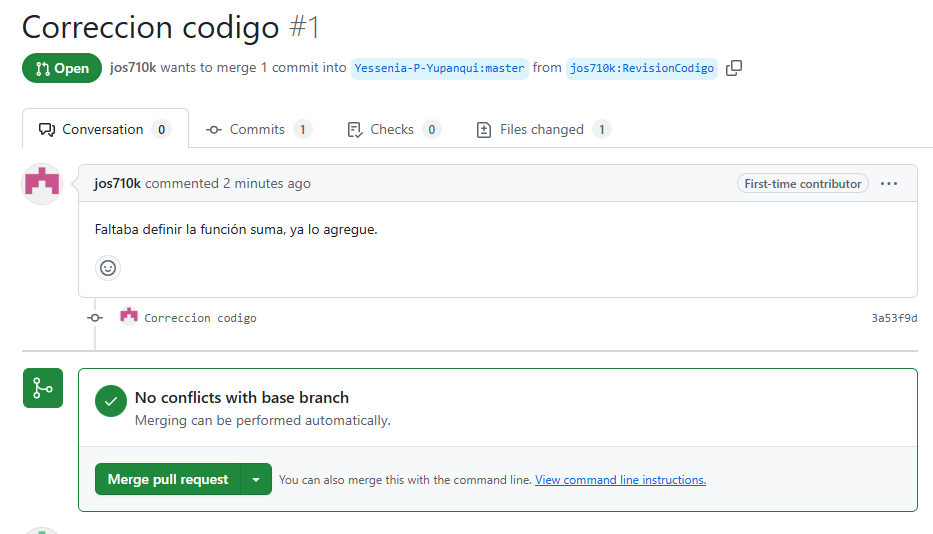 Correccion codigo #1
Open jos710k wants to merge 1 commit into Yessenia-P-Yupanqui:master from jos710k:RevisionCodigo
Conversation 0 Commits 1 Checks 0 Files changed 1
jos710k commented 2 minutes ago First-time contributor
Faltaba definir la función suma, ya lo agregue.
Correccion codigo 3a53f9d
No conflicts with base branch
Merging can be performed automatically.
Merge pull request You can also merge this with the command line. View command line instructions.